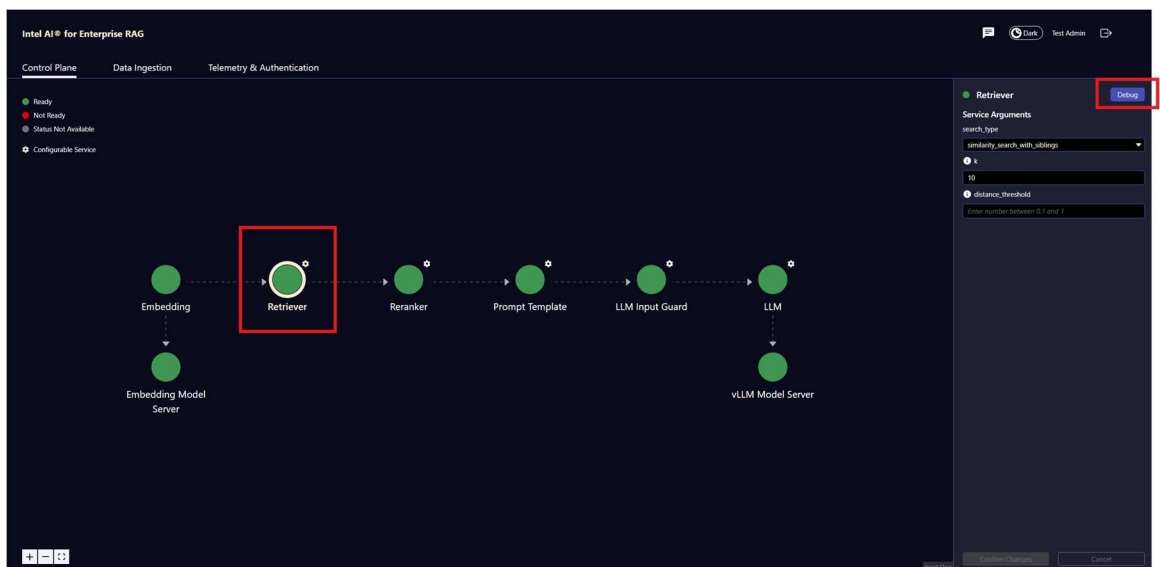 Intel AI® for Enterprise RAG
Dark
Test Admin
Control Plane
Data Ingestion
Telemetry & Authentication
Ready
Not Ready
Status Not Available
Configurable Service
Retriever
Debug
Service Arguments
search_type
similarity_search_with_siblings
k
10
distance_threshold
Enter number between 0.1 and 1
Embedding
Retriever
Reranker
Prompt Template
LLM Input Guard
LLM
Embedding Model
Server
vLLM Model Server
Confirm Changes
Cancel